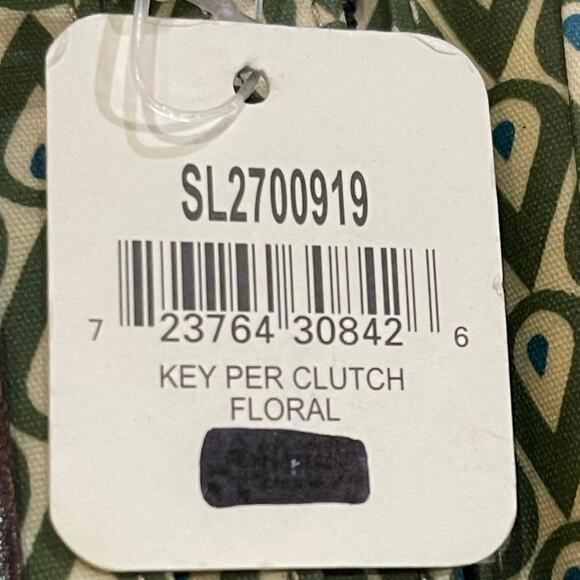 SL2700919
7 23764 30842 6
KEY PER CLUTCH
FLORAL